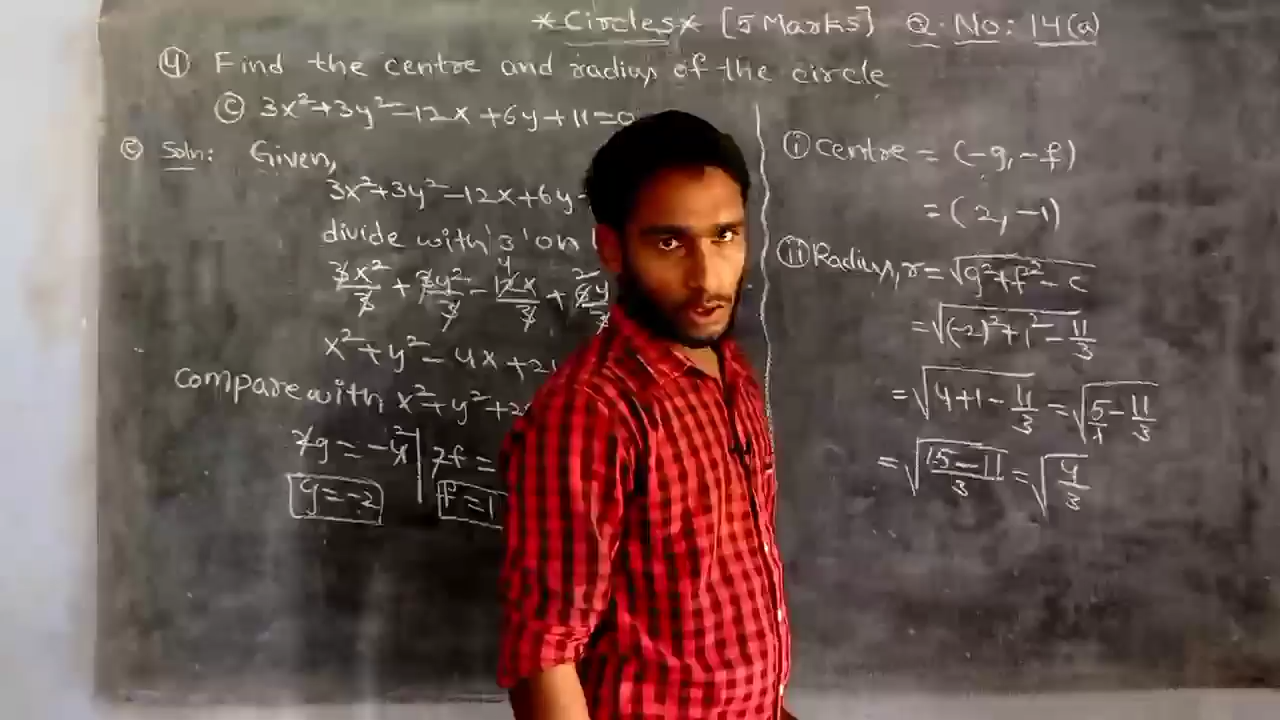 *Circles* [5 Marks] Q. No: 14(a)
4) Find the centre and radius of the circle
c) 3x²+3y²-12x+6y+11=0
c) Soln: Given,
3x²+3y²-12x+6y
divide with '3' on
3x²/3 + 3y²/3 - 12x/3 + 6y/3
x²+y²-4x+2
compare with x²+y²+2
2g=-4 | 2f=
g=-2 f=1
i) Centre = (-g,-f)
=(2,-1)
ii) Radius, r=√(g²+f²-c)
=√((-2)²+1²-11/3)
=√(4+1-11/3) =√(5/1-11/3)
=√((15-11)/3) =√(4/3)